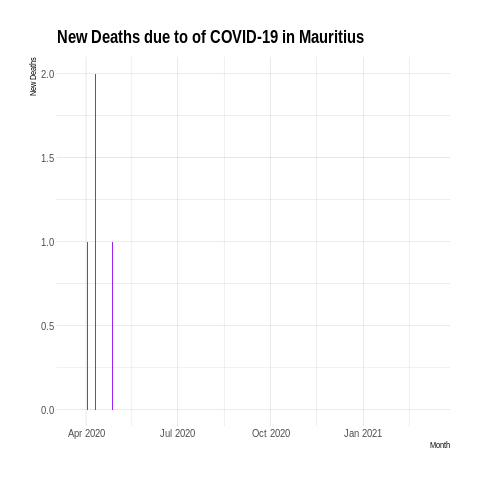 New Deaths due to of COVID-19 in Mauritius
New Deaths
2.0
1.5
1.0
0.5
0.0
Apr 2020
Jul 2020
Oct 2020
Jan 2021
Month